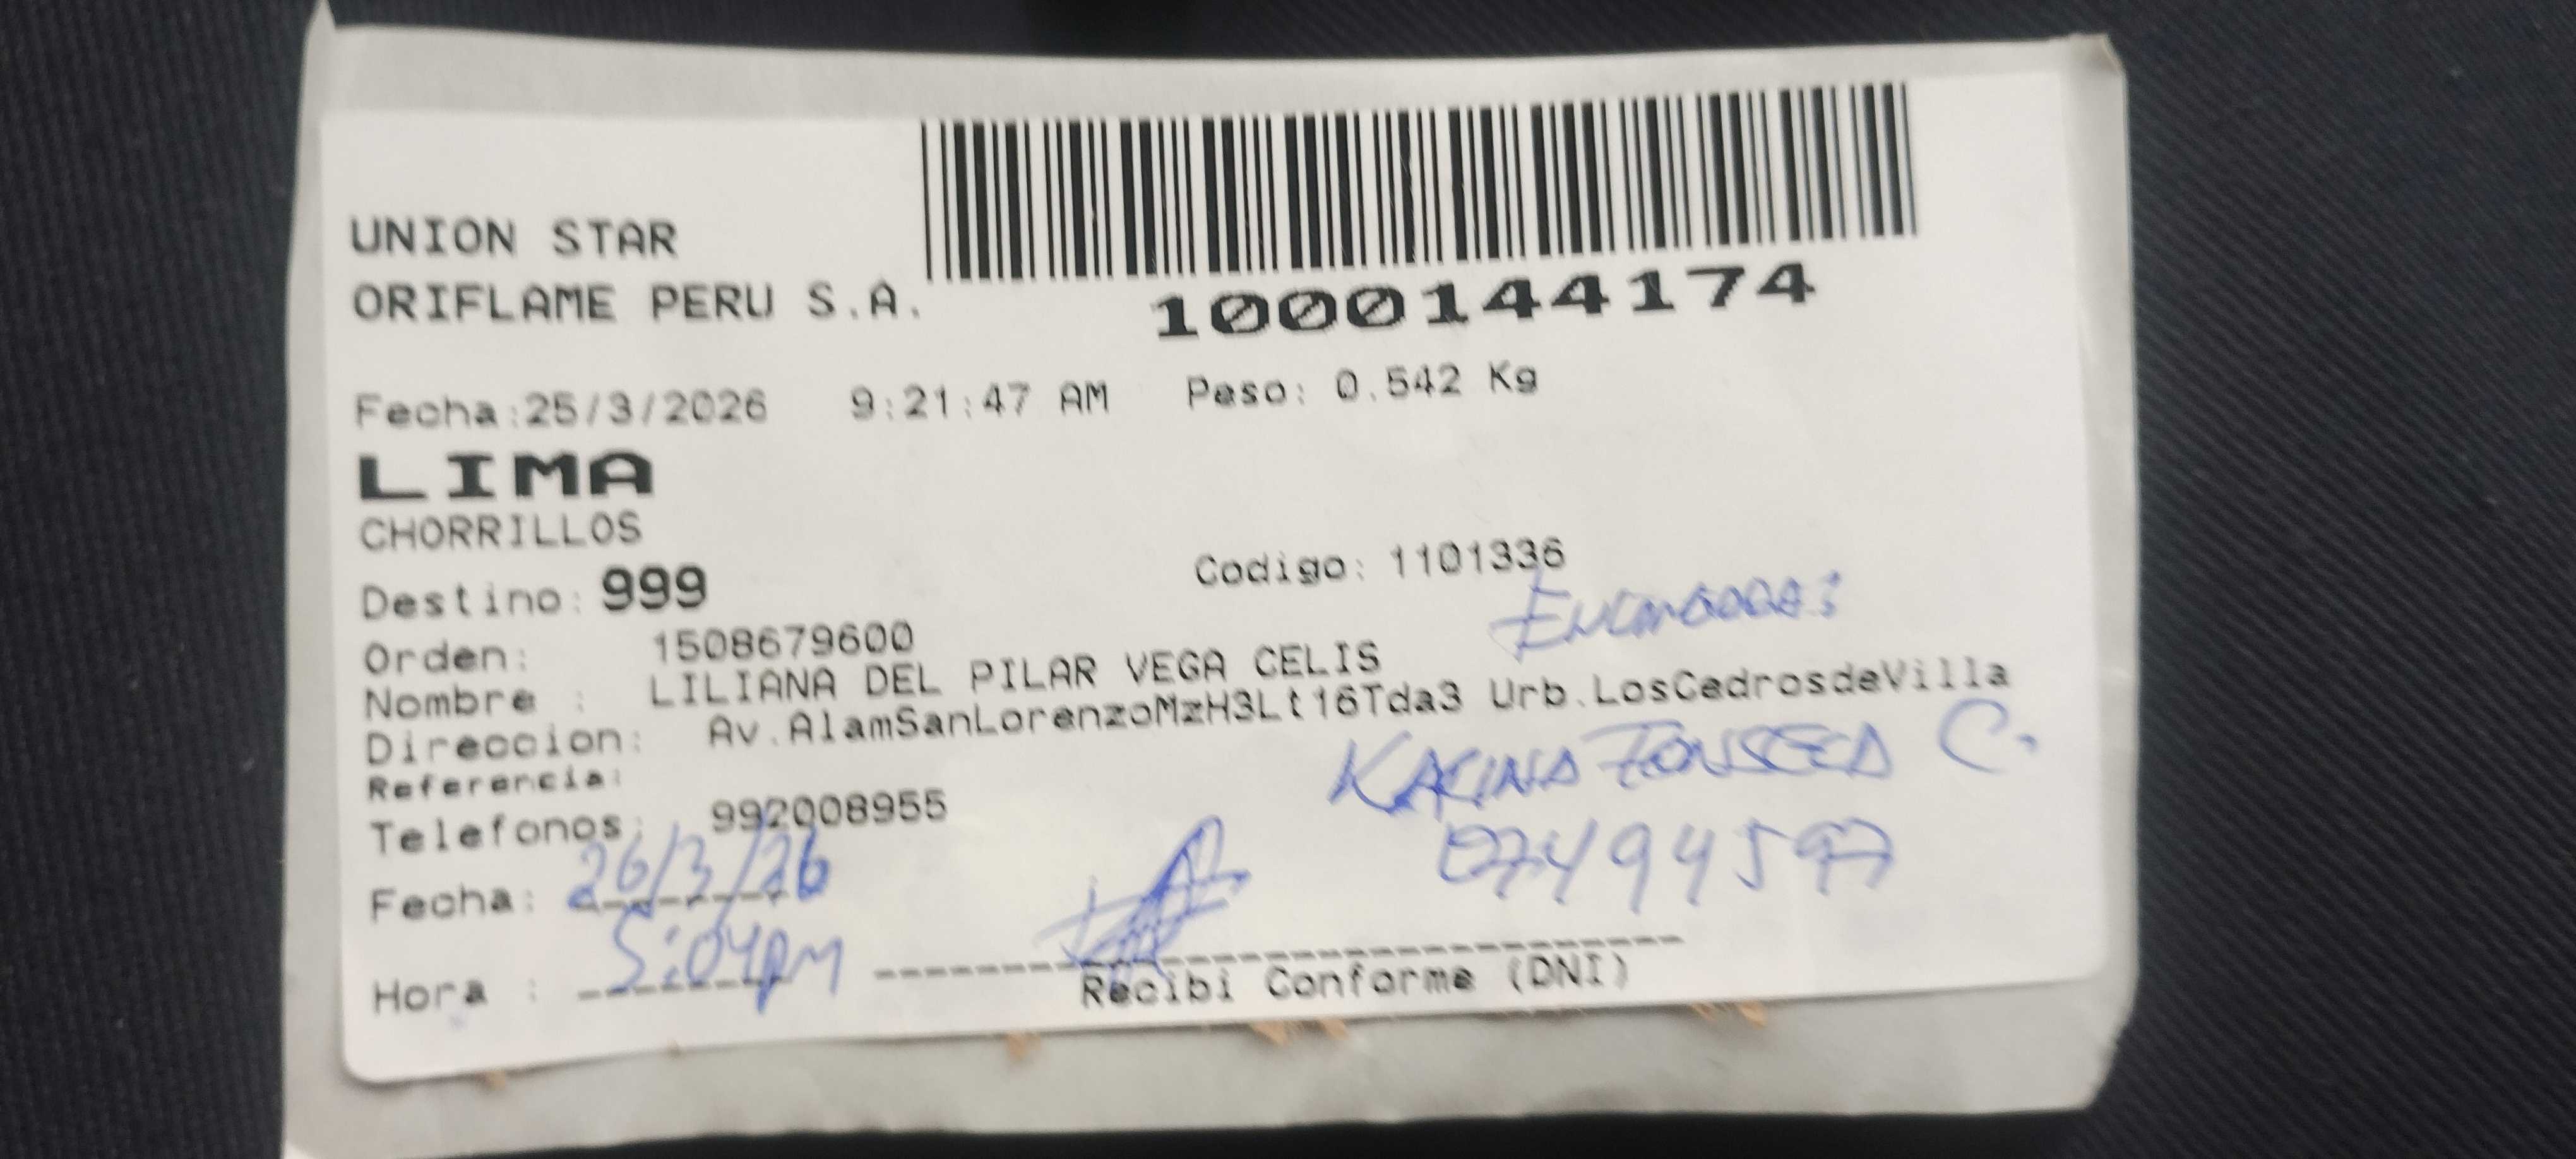 UNION STAR
ORIFLAME PERU S.A.
1000144174
Fecha:25/3/2026 9:21:47 AM Peso: 0.542 Kg
LIMA
CHORRILLOS
Destino: 999 Codigo: 1101336
Encargada:
Orden: 1508679600
Nombre : LILIANA DEL PILAR VEGA CELIS
Direccion: Av.AlamSanLorenzoMzH3Lt16Tda3 Urb.LosCedrosdeVilla
Referencia:
KARINA FONSECA C.
Telefonos: 992008955
07494597
Fecha: 26/3/26
Hora : 5:04pm
Recibi Conforme (DNI)